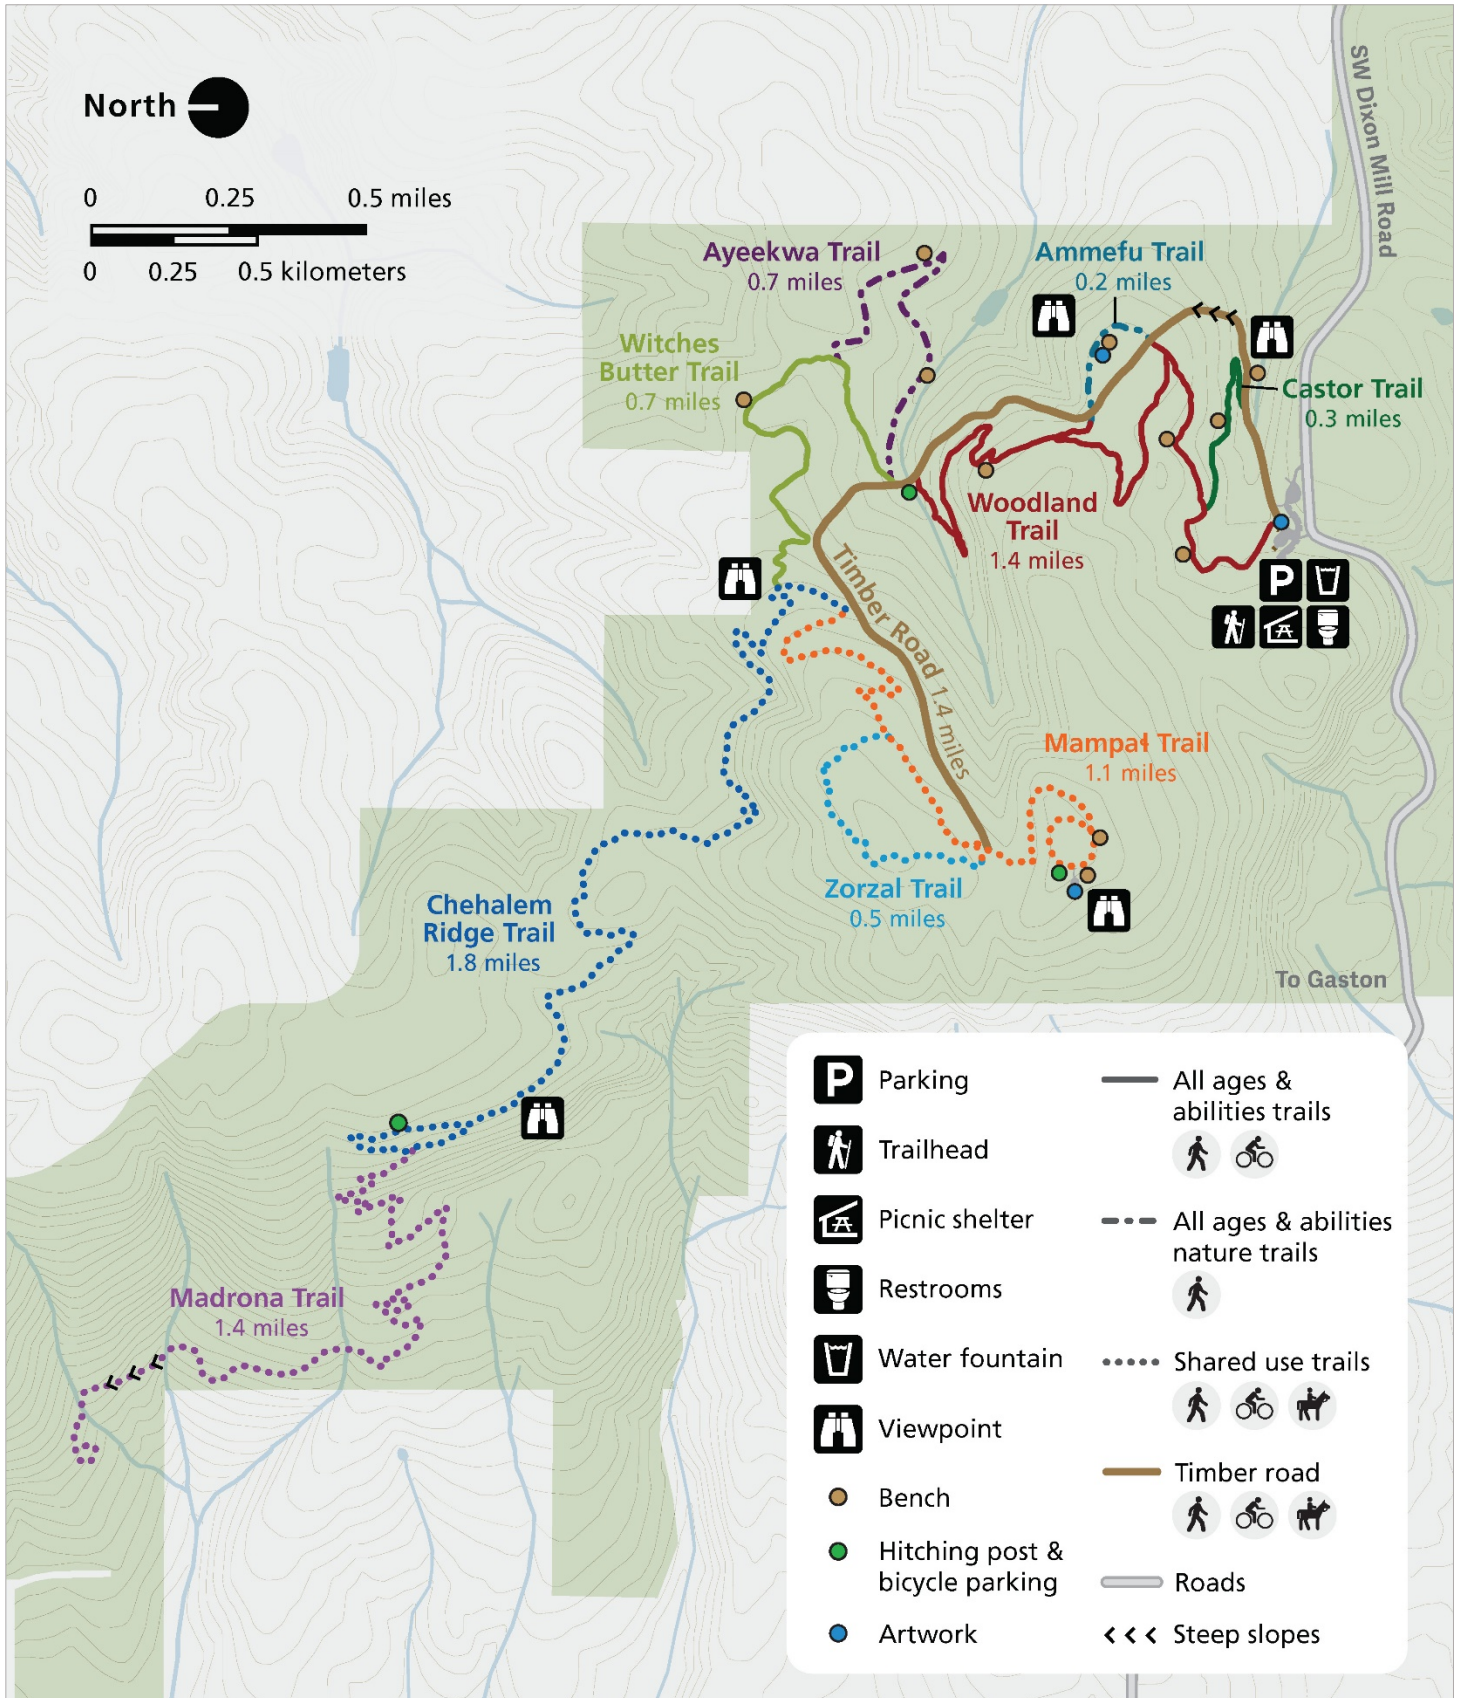 North
0 0.25 0.5 miles
0 0.25 0.5 kilometers
SW Dixon Mill Road
Ayeekwa Trail
0.7 miles
Ammefu Trail
0.2 miles
Witches
Butter Trail
0.7 miles
Castor Trail
0.3 miles
Woodland
Trail
1.4 miles
P
Timber Road 1.4 miles
Mampał Trail
1.1 miles
Zorzal Trail
0.5 miles
Chehalem
Ridge Trail
1.8 miles
To Gaston
Madrona Trail
1.4 miles
P Parking
Trailhead
Picnic shelter
Restrooms
Water fountain
Viewpoint
Bench
Hitching post &
bicycle parking
Artwork
All ages &
abilities trails
All ages & abilities
nature trails
Shared use trails
Timber road
Roads
Steep slopes